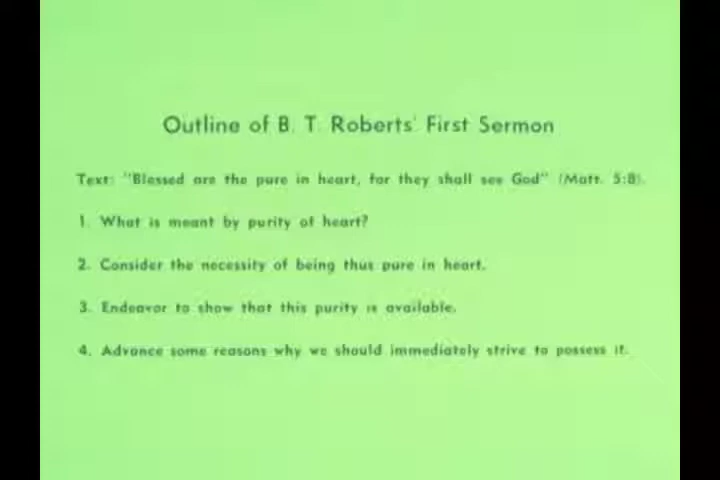 Outline of B. T. Roberts' First Sermon
Text: "Blessed are the pure in heart, for they shall see God" (Matt. 5:8).
1. What is meant by purity of heart?
2. Consider the necessity of being thus pure in heart.
3. Endeavor to show that this purity is available.
4. Advance some reasons why we should immediately strive to possess it.